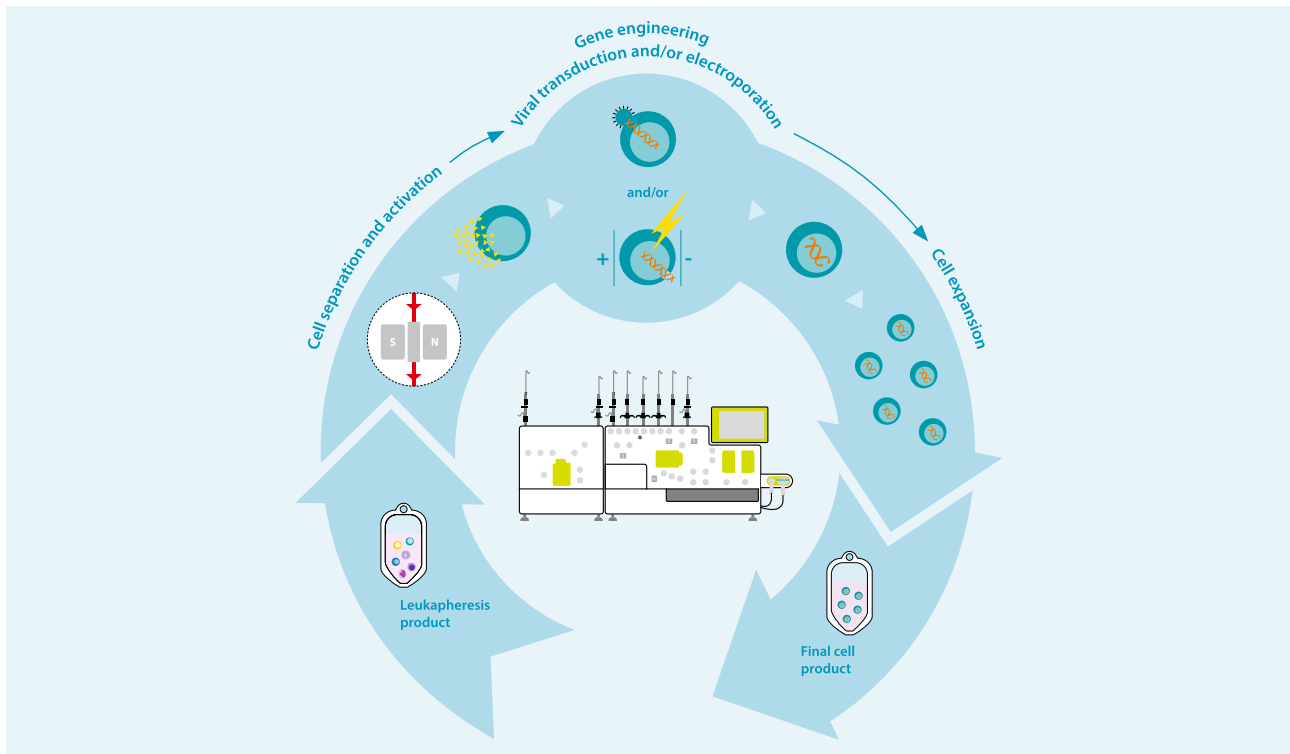 Gene engineering
Viral transduction and/or electroporation
Cell separation and activation
Cell expansion
and/or
+
-
S
N
Leukapheresis
product
Final cell
product